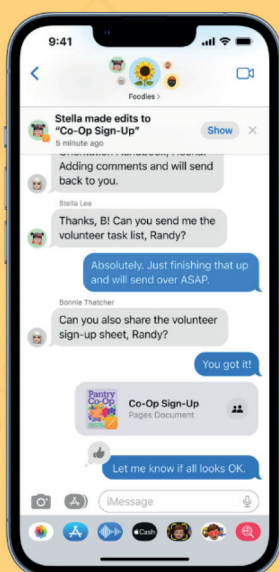 9:41
Foodies >
Stella made edits to
“Co-Op Sign-Up”
5 minute ago
Show
Adding comments and will send
back to you.
Stella Lee
Thanks, B! Can you send me the
volunteer task list, Randy?
Absolutely. Just finishing that up
and will send over ASAP.
Bonnie Thatcher
Can you also share the volunteer
sign-up sheet, Randy?
You got it!
Pantry
Co-Op
Co-Op Sign-Up
Pages Document
Let me know if all looks OK.
iMessage
Cash